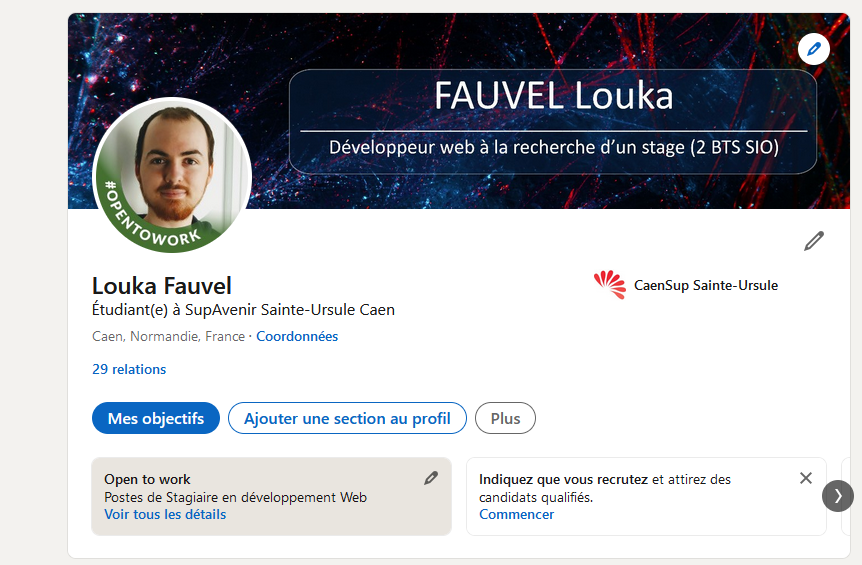 FAUVEL Louka
Développeur web à la recherche d'un stage (2 BTS SIO)
#OPENTOWORK
Louka Fauvel
CaenSup Sainte-Ursule
Étudiant(e) à SupAvenir Sainte-Ursule Caen
Caen, Normandie, France · Coordonnées
29 relations
Mes objectifs
Ajouter une section au profil
Plus
Open to work
Postes de Stagiaire en développement Web
Voir tous les détails
Indiquez que vous recrutez et attirez des
candidats qualifiés.
Commencer